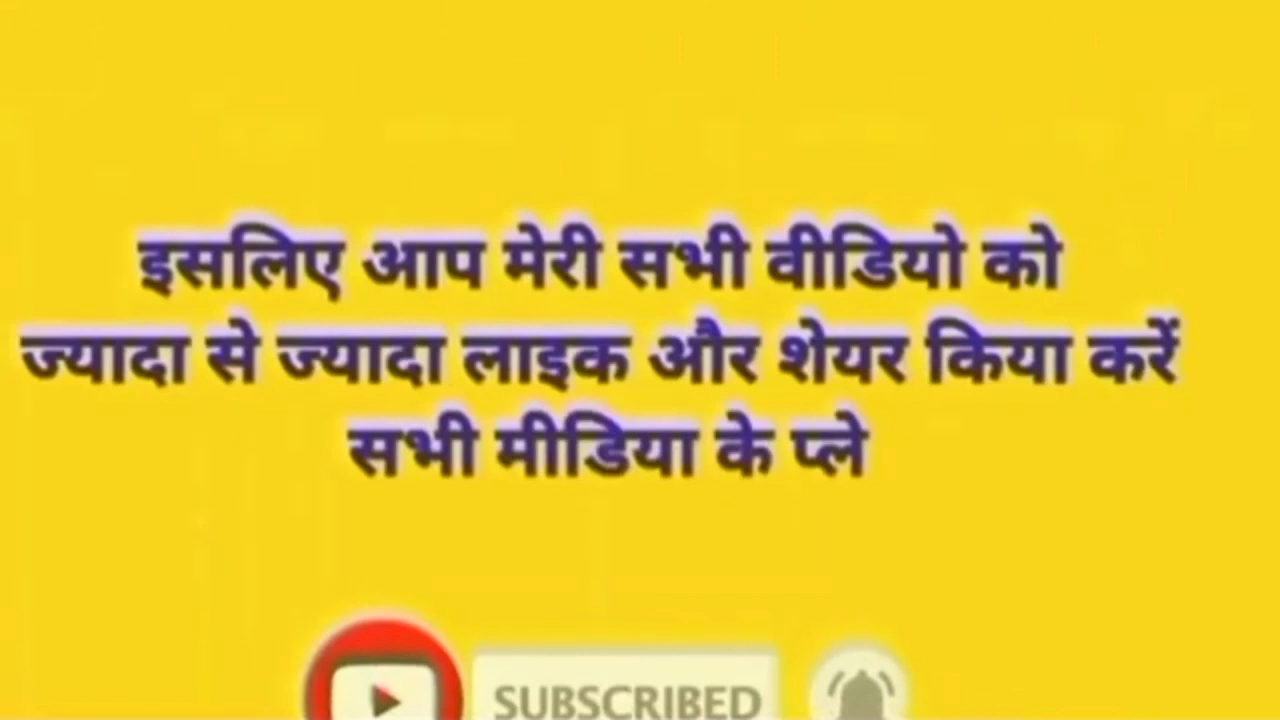 इसलिए आप मेरी सभी वीडियो को
ज्यादा से ज्यादा लाइक और शेयर किया करें
सभी मीडिया के प्ले
SUBSCRIBED